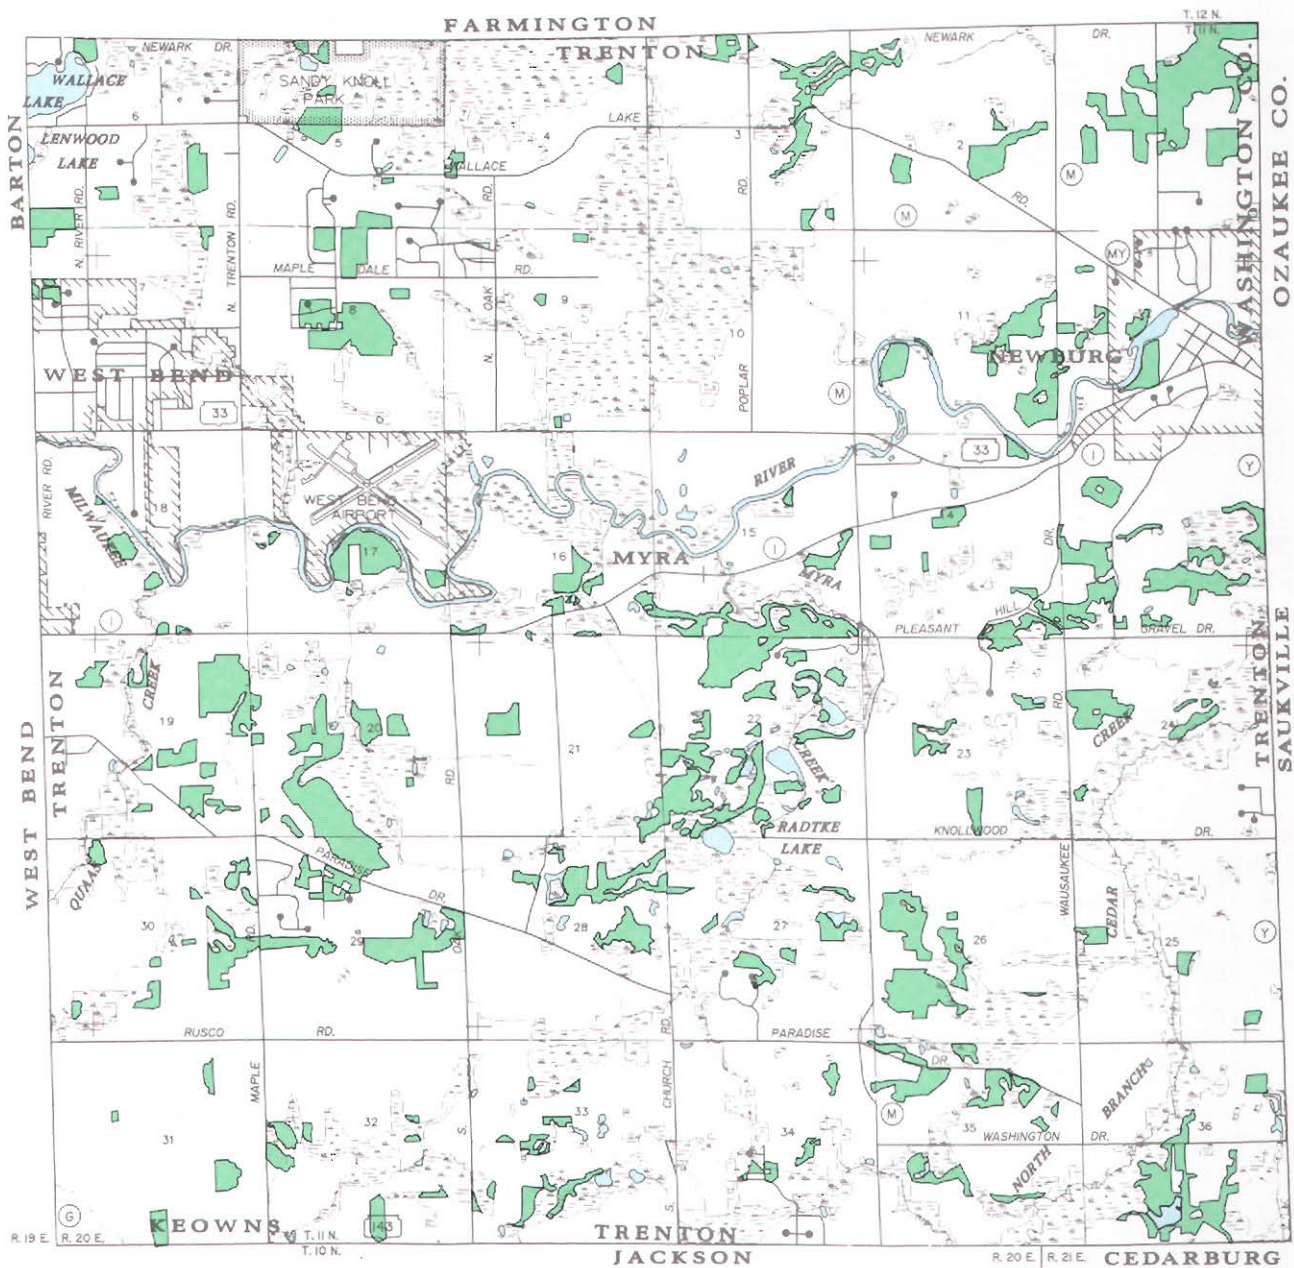 FARMINGTON
TRENTON
T. 12 N.
T. 11 N.
NEWARK DR.
NEWARK DR.
WALLACE
LAKE
SANDY KNOLL
PARK
BARTON
WASHINGTON CO.
OZAUKEE CO.
LENWOOD
LAKE
6
5
4
3
2
LAKE
WALLACE
RD.
RD.
RD.
M
M
N. RIVER RD.
N. TRENTON RD.
MAPLE DALE RD.
MY
7
8
9
10
11
N. OAK
POPLAR
NEWBURG
WEST BEND
33
M
33
I
Y
RIVER RD.
MILWAUKEE
18
WEST BEND
AIRPORT
RIVER
17
16
15
14
13
MYRA
I
MYRA
DR.
I
PLEASANT
HILL
GRAVEL DR.
CREEK
19
20
21
22
23
24
RD.
CREEK
CREEK
RD.
WEST BEND
TRENTON
TRENTON
SAUKVILLE
RADTKE
LAKE
KNOLLWOOD
DR.
PARADISE
DR.
QUAAS
WAUSAUKEE
CEDAR
30
29
28
27
26
25
RD.
OAK
Y
RUSCO RD.
RD.
PARADISE
DR.
MAPLE
CHURCH
BRANCH
M
31
32
33
34
35
36
S.
S.
WASHINGTON DR.
NORTH
G
KEOWNS
143
TRENTON
JACKSON
R. 19 E. R. 20 E.
T. 11 N.
T. 10 N.
R. 20 E. R. 21 E.
CEDARBURG